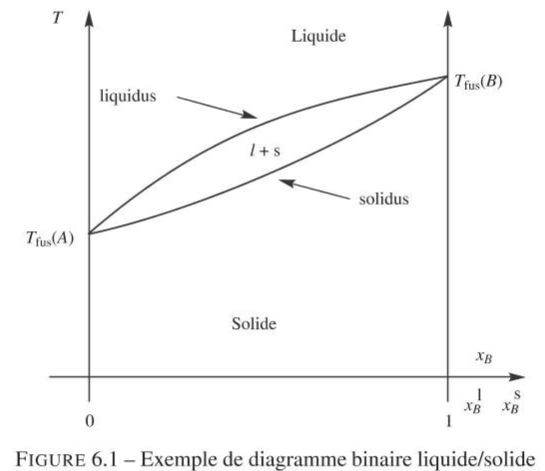 T
Liquide
T_fus(B)
liquidus
l + s
solidus
T_fus(A)
Solide
x_B
0
1
x_B^l x_B^s
FIGURE 6.1 – Exemple de diagramme binaire liquide/solide